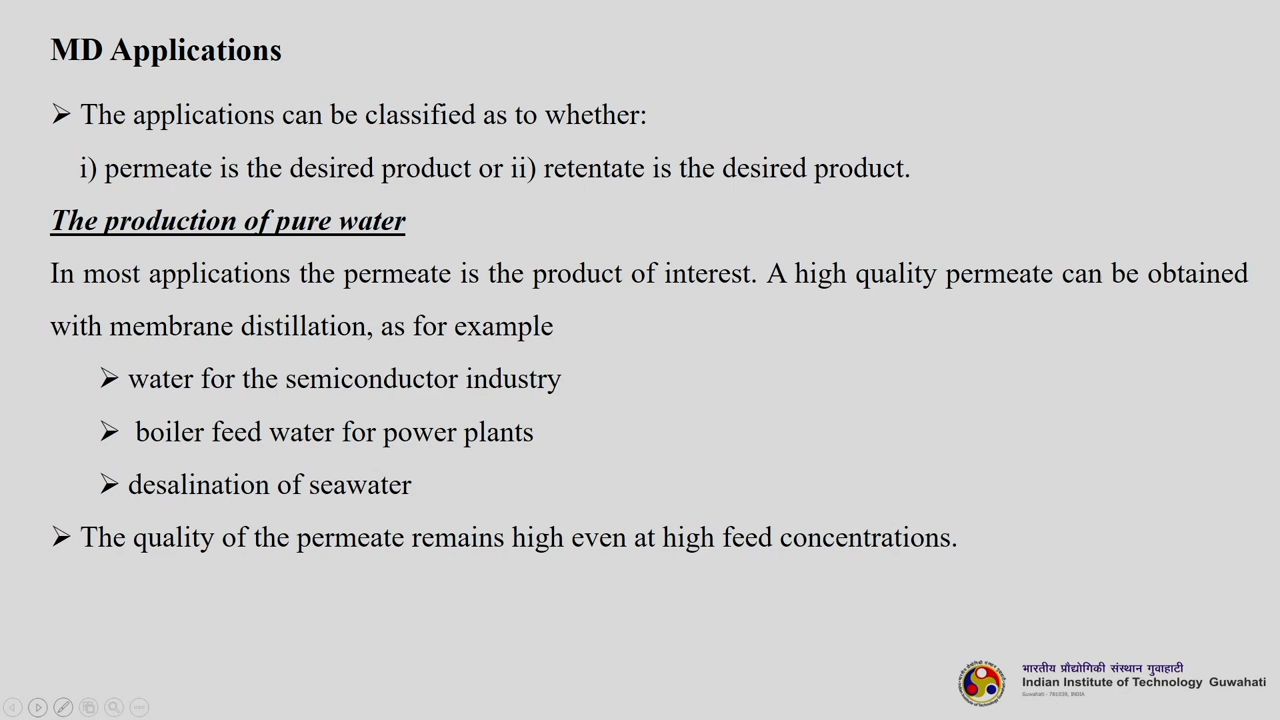 MD Applications
➢ The applications can be classified as to whether:
i) permeate is the desired product or ii) retentate is the desired product.
The production of pure water
In most applications the permeate is the product of interest. A high quality permeate can be obtained
with membrane distillation, as for example
➢ water for the semiconductor industry
➢ boiler feed water for power plants
➢ desalination of seawater
➢ The quality of the permeate remains high even at high feed concentrations.
भारतीय प्रौद्योगिकी संस्थान गुवाहाटी
Indian Institute of Technology Guwahati
Guwahati - 781039, INDIA